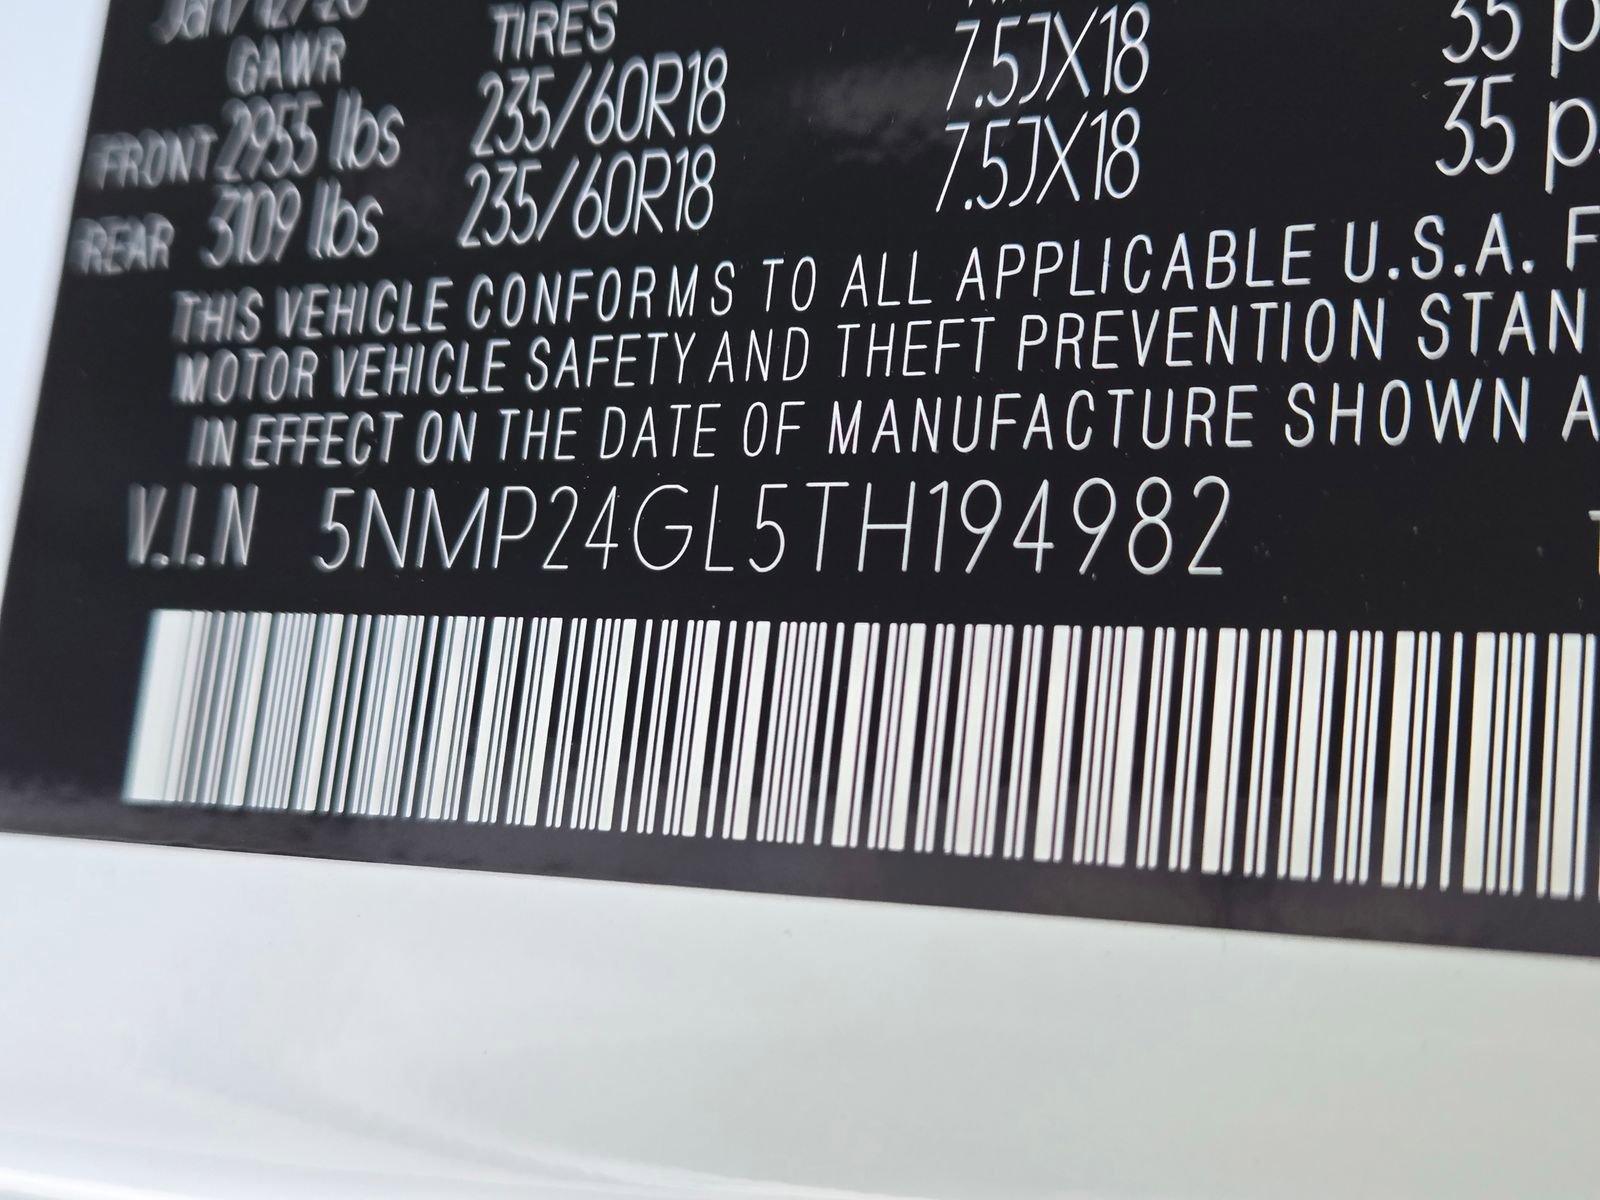 GAWR TIRES
FRONT 2955 lbs 235/60R18 7.5JX18 35
REAR 3109 lbs 235/60R18 7.5JX18 35
THIS VEHICLE CONFORMS TO ALL APPLICABLE U.S.A. F
MOTOR VEHICLE SAFETY AND THEFT PREVENTION STAN
IN EFFECT ON THE DATE OF MANUFACTURE SHOWN A
V.I.N 5NMP24GL5TH194982